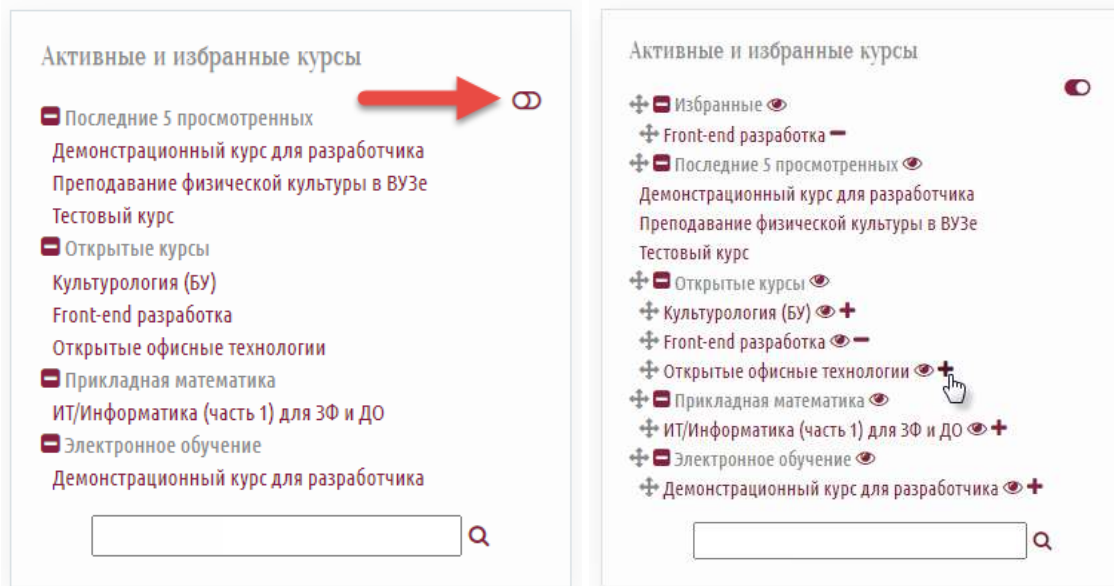 Активные и избранные курсы
Последние 5 просмотренных
Демонстрационный курс для разработчика
Преподавание физической культуры в ВУЗе
Тестовый курс
Открытые курсы
Культурология (БУ)
Front-end разработка
Открытые офисные технологии
Прикладная математика
ИТ/Информатика (часть 1) для ЗФ и ДО
Электронное обучение
Демонстрационный курс для разработчика
Активные и избранные курсы
Избранные
Front-end разработка
Последние 5 просмотренных
Демонстрационный курс для разработчика
Преподавание физической культуры в ВУЗе
Тестовый курс
Открытые курсы
Культурология (БУ)
Front-end разработка
Открытые офисные технологии
Прикладная математика
ИТ/Информатика (часть 1) для ЗФ и ДО
Электронное обучение
Демонстрационный курс для разработчика